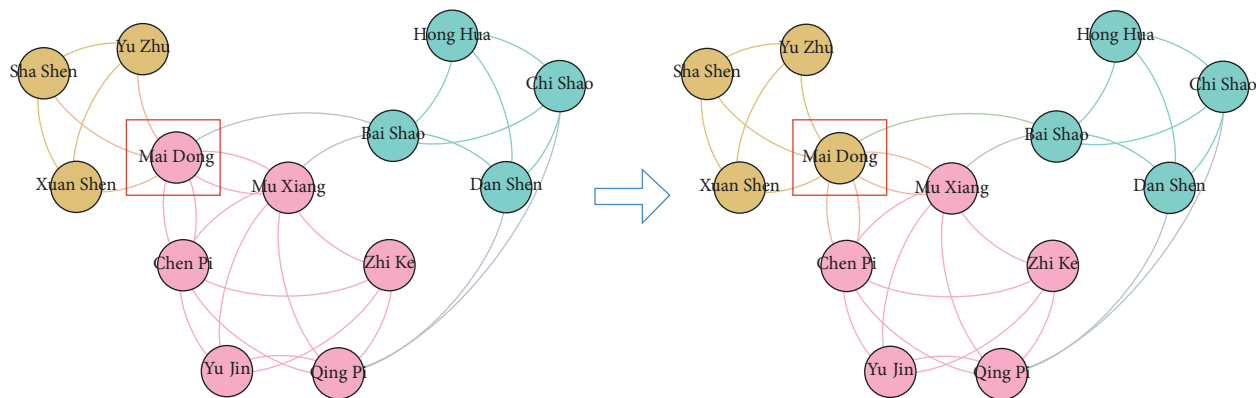 Hong Hua
Yu Zhu
Sha Shen
Chi Shao
Bai Shao
Mai Dong
Xuan Shen
Mu Xiang
Dan Shen
Chen Pi
Zhi Ke
Yu Jin
Qing Pi
Hong Hua
Yu Zhu
Sha Shen
Chi Shao
Bai Shao
Mai Dong
Xuan Shen
Mu Xiang
Dan Shen
Chen Pi
Zhi Ke
Yu Jin
Qing Pi